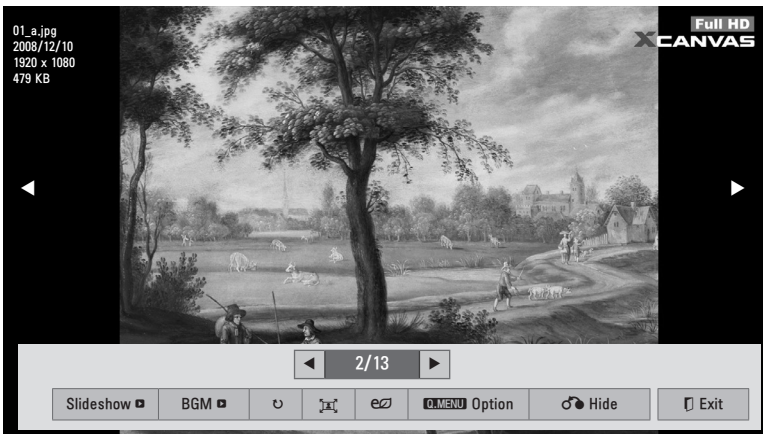 01_a.jpg
2008/12/10
1920 x 1080
479 KB
Full HD
XCANVAS
2/13
Slideshow
BGM
Q.MENU Option
Hide
Exit